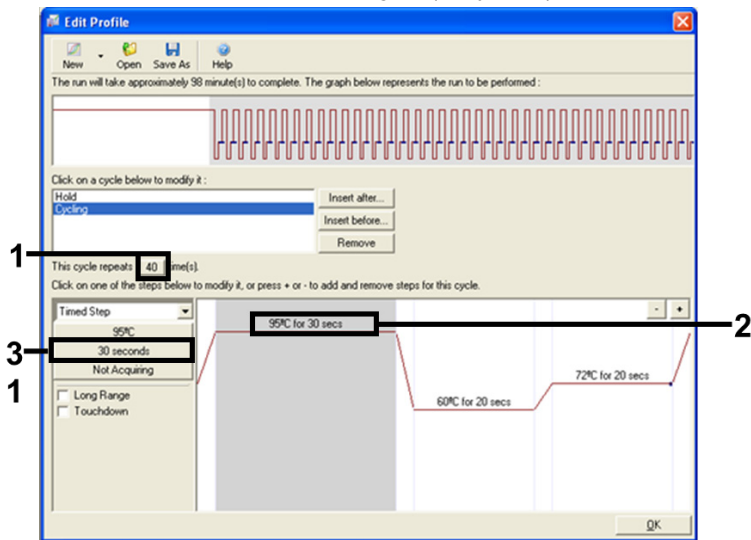 Edit Profile
New Open Save As Help
The run will take approximately 98 minute(s) to complete. The graph below represents the run to be performed :
Click on a cycle below to modify it :
Hold
Cycling
Insert after...
Insert before...
Remove
1
This cycle repeats 40 time(s).
Click on one of the steps below to modify it, or press + or - to add and remove steps for this cycle.
Timed Step
- +
95ºC for 30 secs
2
95ºC
3
30 seconds
Not Acquiring
72ºC for 20 secs
1
Long Range
60ºC for 20 secs
Touchdown
OK